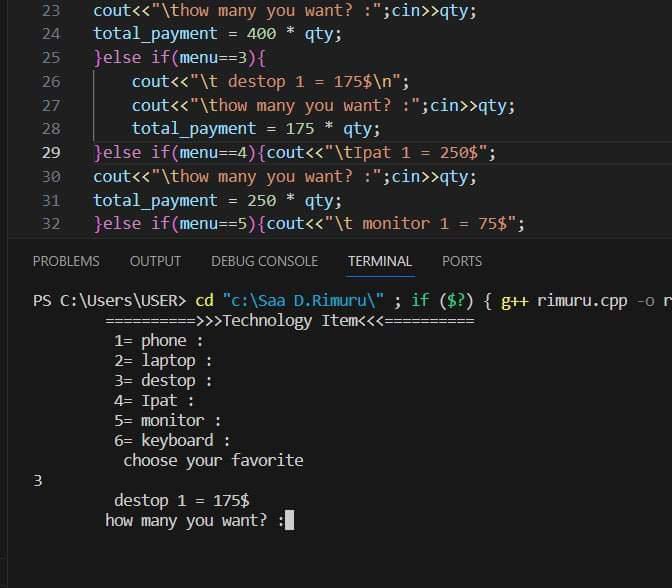 23 cout<<"\thow many you want? :";cin>>qty;
24 total_payment = 400 * qty;
25 }else if(menu==3){
26 cout<<"\t destop 1 = 175$\n";
27 cout<<"\thow many you want? :";cin>>qty;
28 total_payment = 175 * qty;
29 }else if(menu==4){cout<<"\tIpat 1 = 250$";
30 cout<<"\thow many you want? :";cin>>qty;
31 total_payment = 250 * qty;
32 }else if(menu==5){cout<<"\t monitor 1 = 75$";
PROBLEMS OUTPUT DEBUG CONSOLE TERMINAL PORTS
PS C:\Users\USER> cd "c:\Saa D.Rimuru\" ; if ($?) { g++ rimuru.cpp -o r
==========>>>Technology Item<<<==========
1= phone :
2= laptop :
3= destop :
4= Ipat :
5= monitor :
6= keyboard :
choose your favorite
3
destop 1 = 175$
how many you want? :